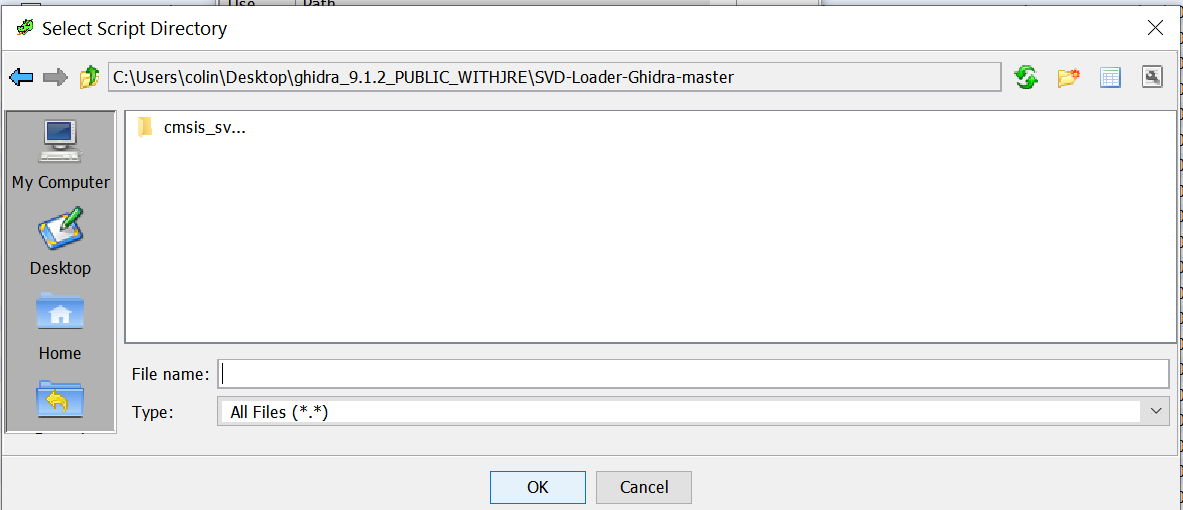 Use Path
Select Script Directory
C:\Users\colin\Desktop\ghidra_9.1.2_PUBLIC_WITHJRE\SVD-Loader-Ghidra-master
cmsis_sv...
My Computer
Desktop
Home
File name:
Type: All Files (*.*)
OK Cancel